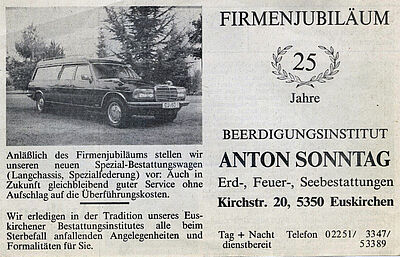 FIRMENJUBILÄUM
25
Jahre
BEERDIGUNGSINSTITUT
ANTON SONNTAG
Erd-, Feuer-, Seebestattungen
Kirchstr. 20, 5350 Euskirchen
Tag + Nacht Telefon 02251/ 3347/
dienstbereit 53389
Anläßlich des Firmenjubiläums stellen wir
unseren neuen Spezial-Bestattungswagen
(Langchassis, Spezialfederung) vor: Auch in
Zukunft gleichbleibend guter Service ohne
Aufschlag auf die Überführungskosten.
Wir erledigen in der Tradition unseres Eus-
kirchener Bestattungsinstitutes alle beim
Sterbefall anfallenden Angelegenheiten und
Formalitäten für Sie.